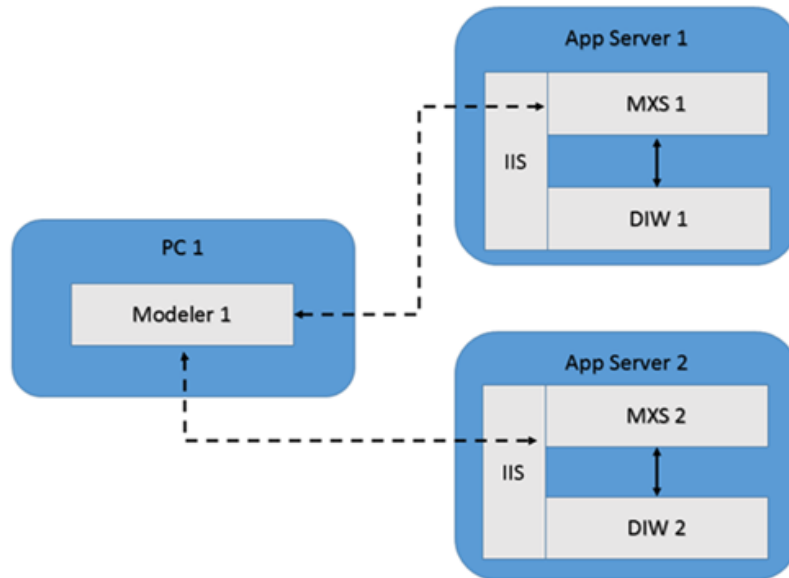 App Server 1
MXS 1
IIS
DIW 1
PC 1
Modeler 1
App Server 2
MXS 2
IIS
DIW 2